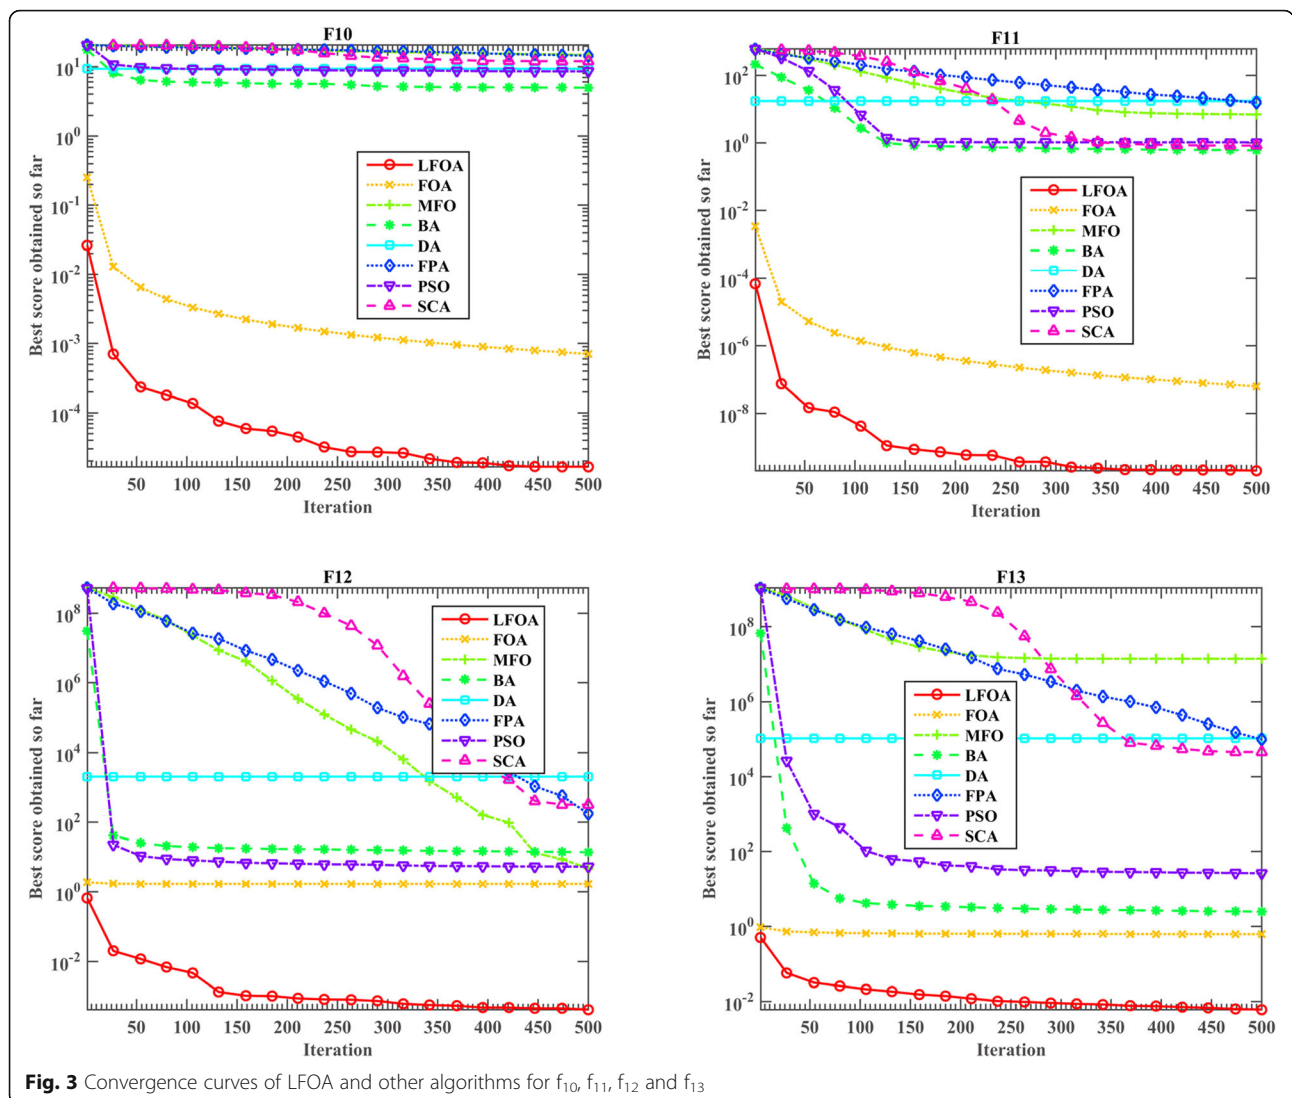 F10
Best score obtained so far
10^1
10^0
10^-1
10^-2
10^-3
10^-4
LFOA
FOA
MFO
BA
DA
FPA
PSO
SCA
50 100 150 200 250 300 350 400 450 500
Iteration
F11
Best score obtained so far
10^2
10^0
10^-2
10^-4
10^-6
10^-8
LFOA
FOA
MFO
BA
DA
FPA
PSO
SCA
50 100 150 200 250 300 350 400 450 500
Iteration
F12
Best score obtained so far
10^8
10^6
10^4
10^2
10^0
10^-2
LFOA
FOA
MFO
BA
DA
FPA
PSO
SCA
50 100 150 200 250 300 350 400 450 500
Iteration
F13
Best score obtained so far
10^8
10^6
10^4
10^2
10^0
10^-2
LFOA
FOA
MFO
BA
DA
FPA
PSO
SCA
50 100 150 200 250 300 350 400 450 500
Iteration
Fig. 3 Convergence curves of LFOA and other algorithms for f₁₀, f₁₁, f₁₂ and f₁₃